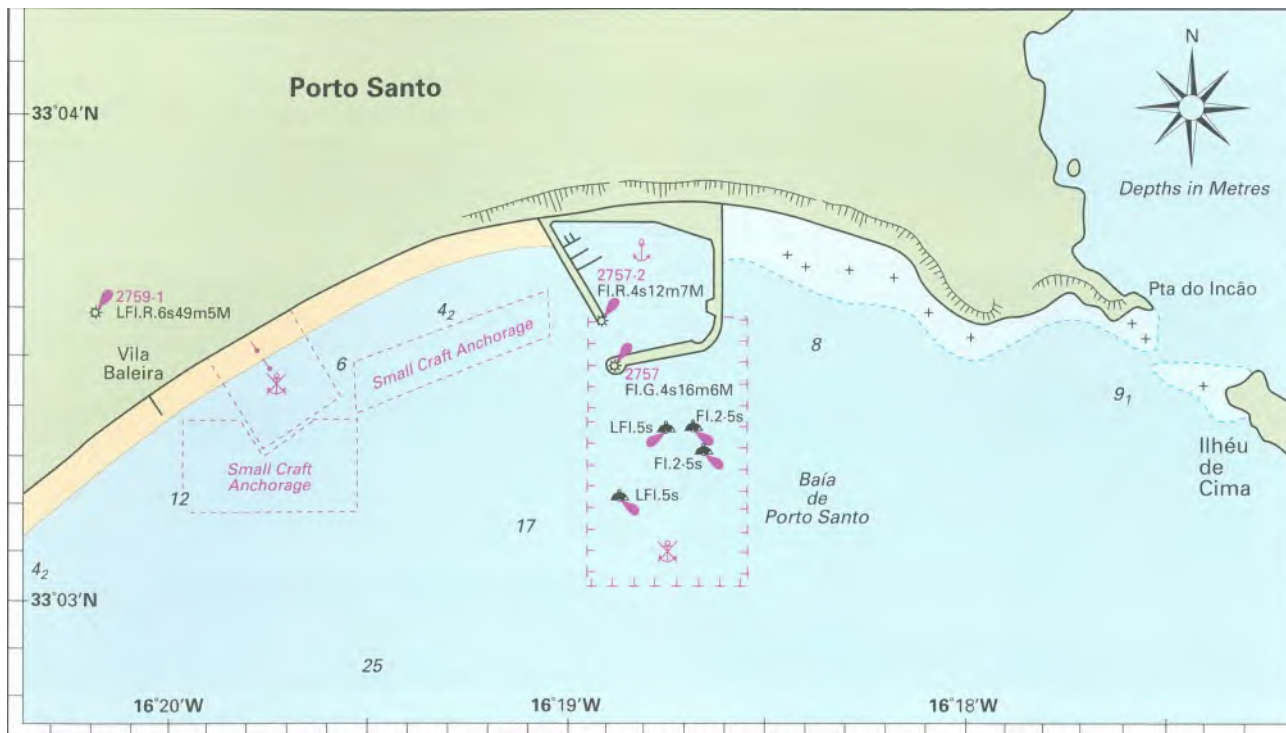 Porto Santo
N
33°04'N
Depths in Metres
2757·2
Fl.R.4s12m7M
2759·1
LFl.R.6s49m5M
Pta do Incão
4₂
Vila
Baleira
6
Small Craft Anchorage
8
2757
Fl.G.4s16m6M
9₁
LFl.5s
Fl.2·5s
Fl.2·5s
Ilhéu
de
Cima
Small Craft
Anchorage
12
LFl.5s
Baía
de
Porto Santo
17
4₂
33°03'N
25
16°20'W
16°19'W
16°18'W